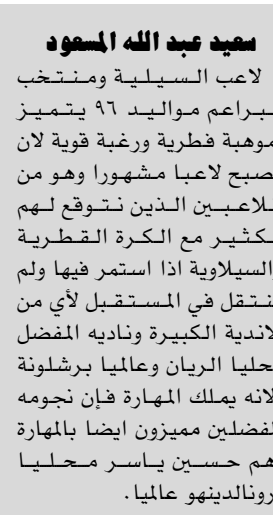 سعيد عبد الله المسعود
لاعب السيلية ومنتخب
براعم مواليد ٩٦ يتميز
موهبة فطرية ورغبة قوية لان
صبح لاعبا مشهورا وهو من
للاعبين الذين نتوقع لهم
لكثير مع الكرة القطرية
السيلاوية اذا استمر فيها ولم
نتقل في المستقبل لأي من
لاندية الكبيرة وناديه المفضل
حليا الريان وعالميا برشلونة
لانه يملك المهارة فإن نجومه
لفضلين مميزون ايضا بالمهارة
هم حسين ياسر محليا
رونالدينهو عالميا.